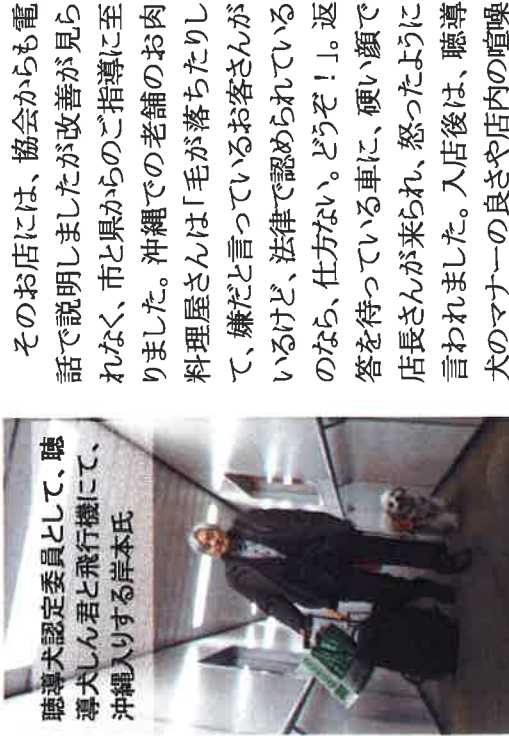 そのお店には、協会からも電
話で説明しましたが改善が見ら
れなく、市と県からのご指導に至
りました。沖縄での老舗のお肉
料理屋さんは「毛が落ちたりし
て、嫌だと言っているお客さんが
いるけど、法律で認められている
のなら、仕方ない。どうぞ！」。返
答を待っている車に、硬い顔で
店長さんが来られ、怒ったように
言われました。入店後は、聴導
犬のマナーの良さや店内の喧噪
聴導犬認定委員として、聴
導犬しん君と飛行機にて、
沖縄入りする岸本氏